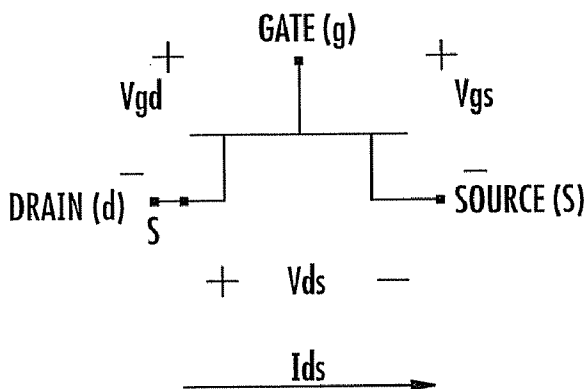 GATE (g)
+ +
Vgd Vgs
− −
DRAIN (d) SOURCE (S)
S
+ Vds −
Ids